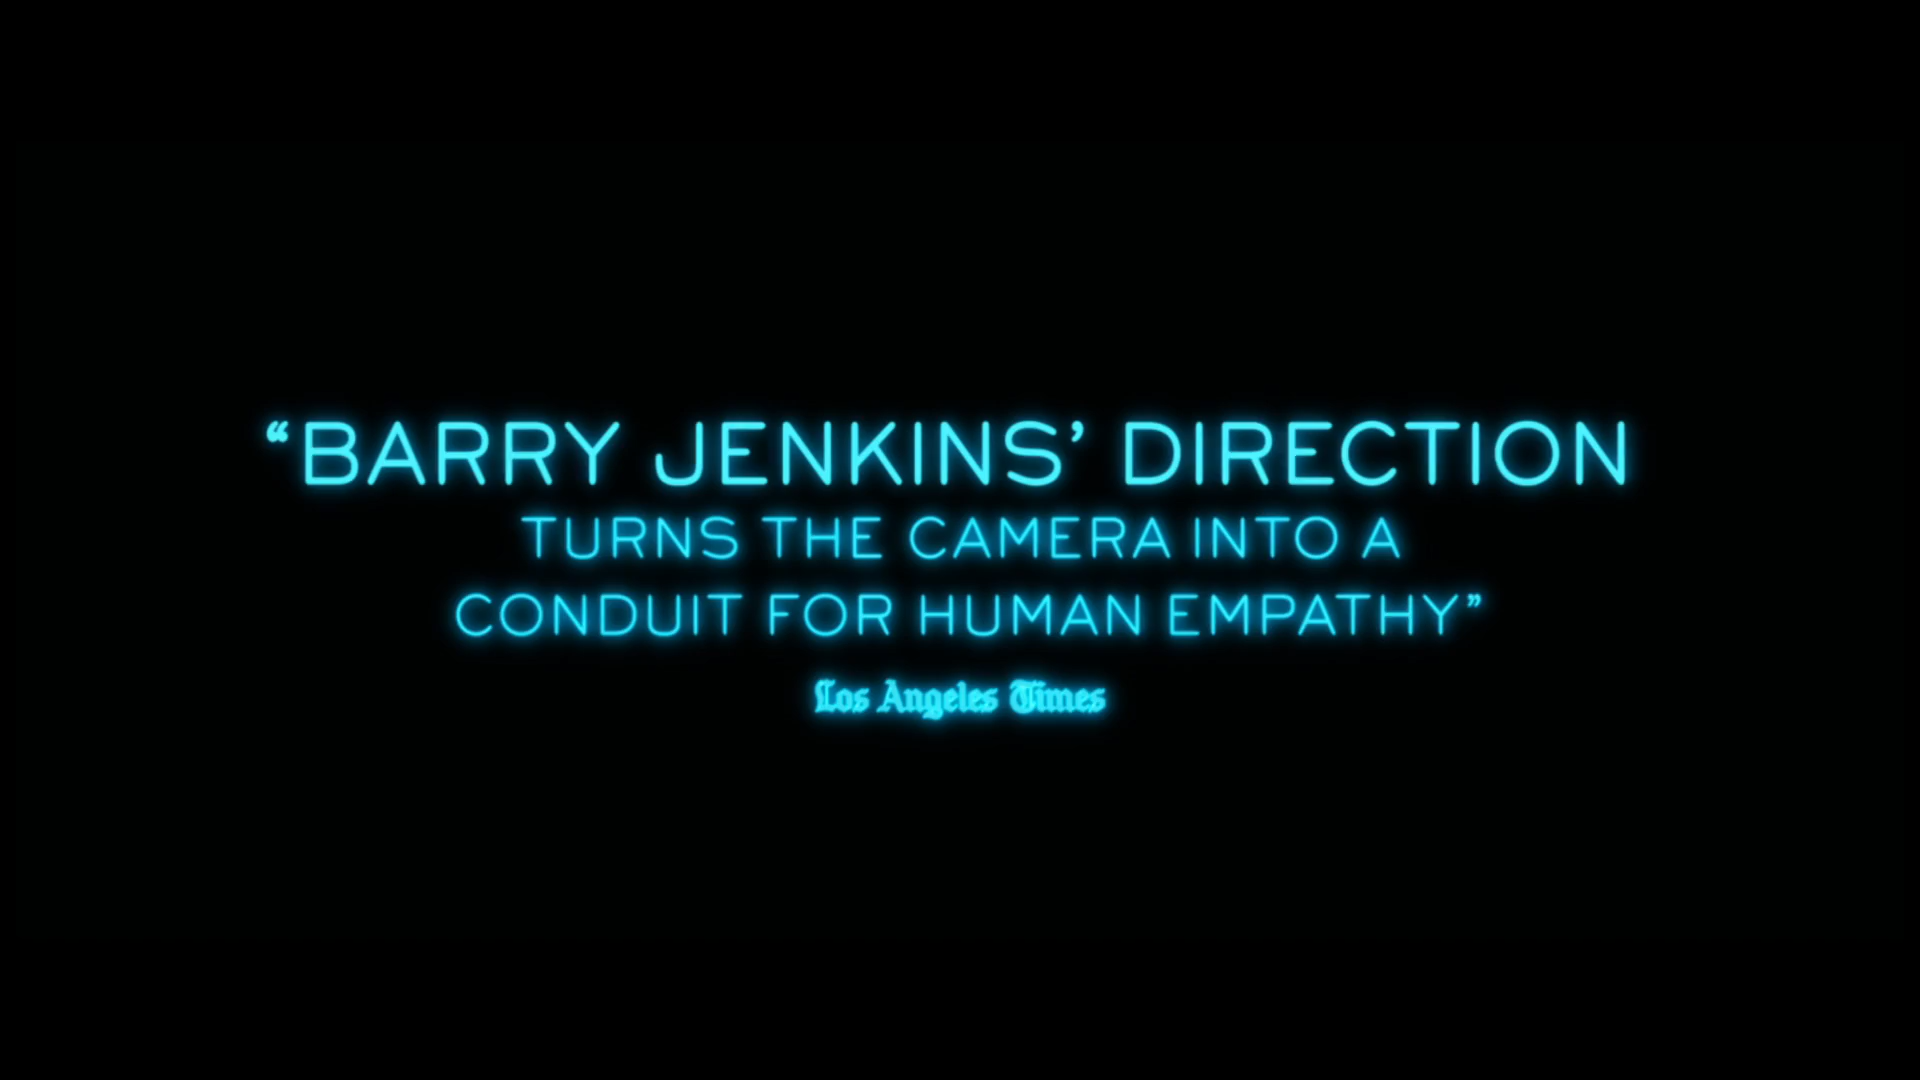 “BARRY JENKINS’ DIRECTION
TURNS THE CAMERA INTO A
CONDUIT FOR HUMAN EMPATHY”
Los Angeles Times